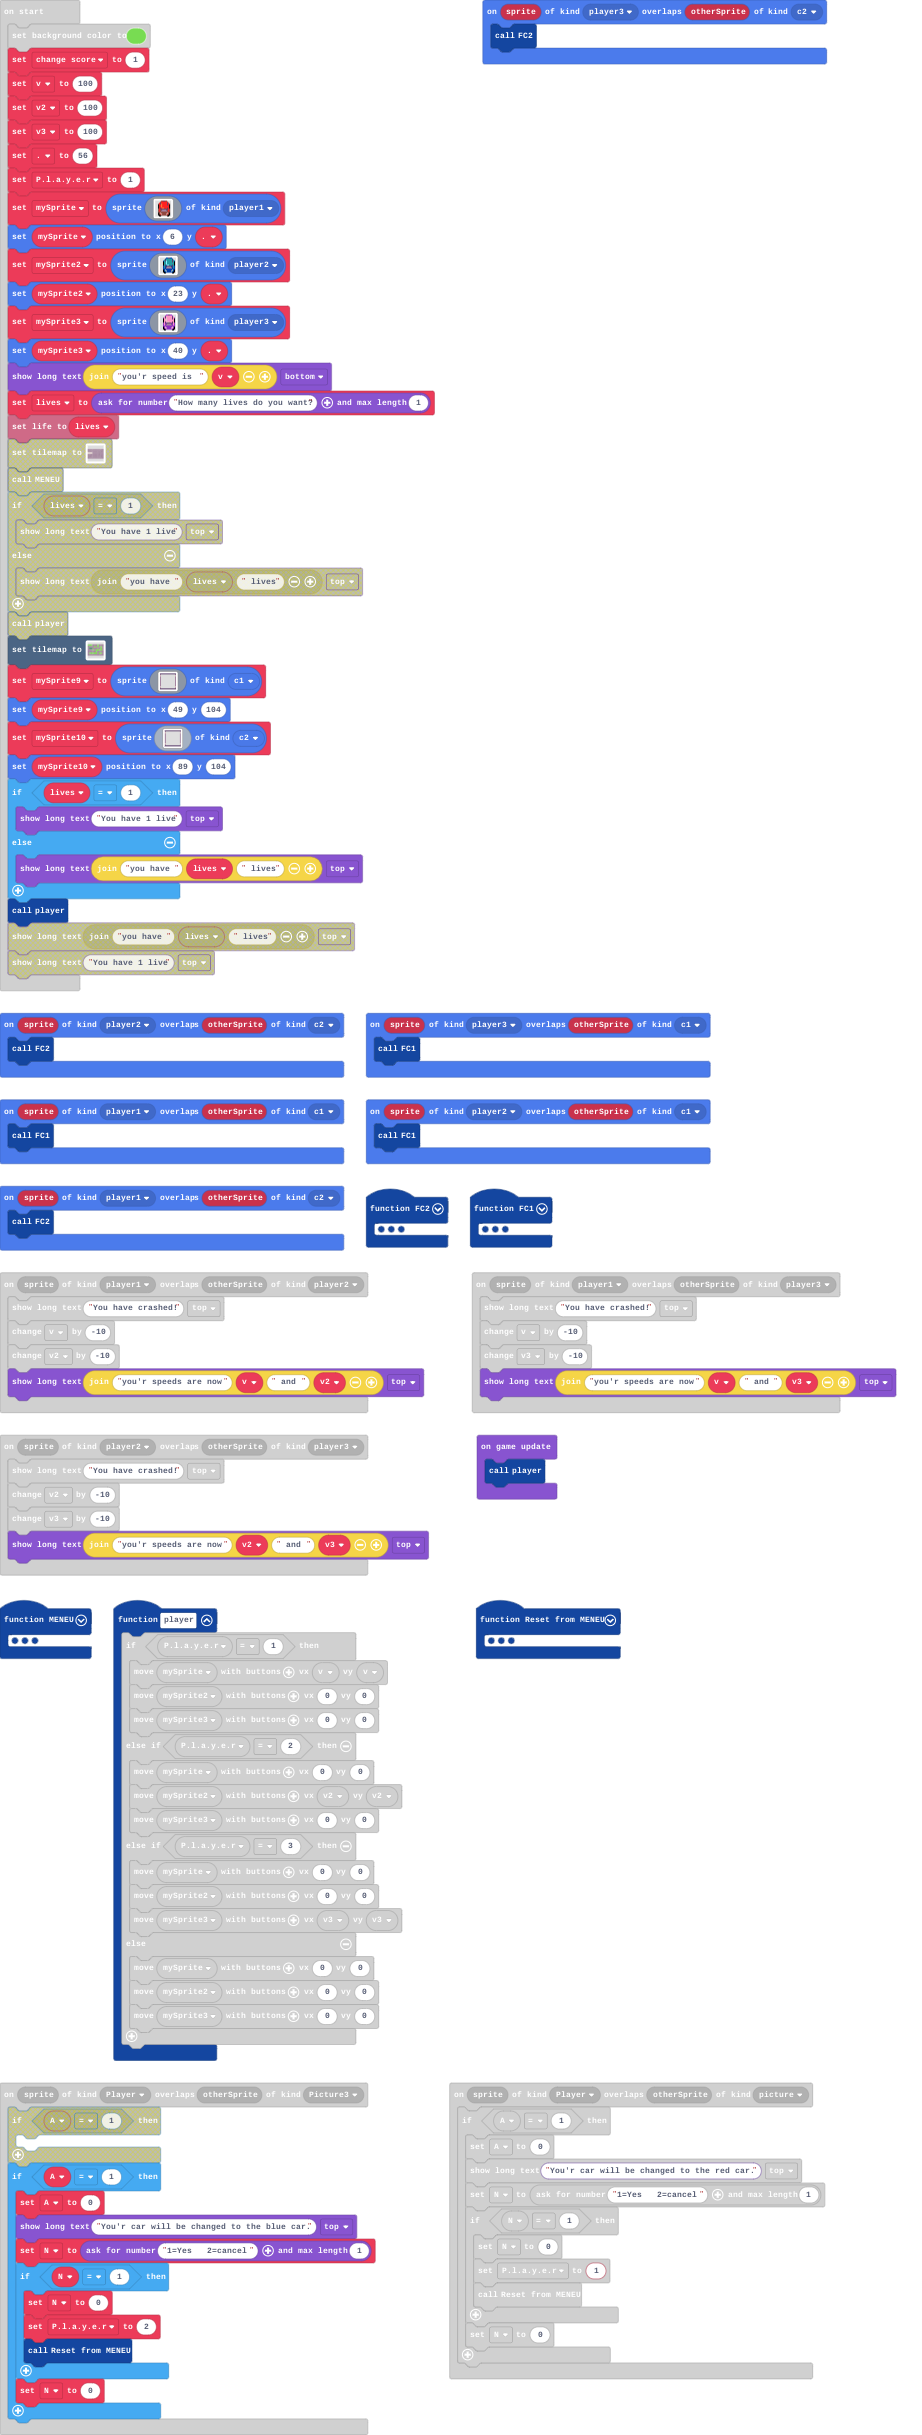 on start
set background color to
set change score to 1
set v to 100
set v2 to 100
set v3 to 100
set . to 56
set P.l.a.y.e.r to 1
set mySprite to sprite of kind player1
set mySprite position to x 6 y .
set mySprite2 to sprite of kind player2
set mySprite2 position to x 23 y .
set mySprite3 to sprite of kind player3
set mySprite3 position to x 40 y .
show long text join "you'r speed is " v bottom
set lives to ask for number "How many lives do you want?" and max length 1
set life to lives
set tilemap to
call MENEU
if lives = 1 then
show long text "You have 1 live" top
else
show long text join "you have " lives " lives" top
call player
set tilemap to
set mySprite9 to sprite of kind c1
set mySprite9 position to x 49 y 104
set mySprite10 to sprite of kind c2
set mySprite10 position to x 89 y 104
if lives = 1 then
show long text "You have 1 live" top
else
show long text join "you have " lives " lives" top
call player
show long text join "you have " lives " lives" top
show long text "You have 1 live" top
on sprite of kind player3 overlaps otherSprite of kind c2
call FC2
on sprite of kind player2 overlaps otherSprite of kind c2
call FC2
on sprite of kind player3 overlaps otherSprite of kind c1
call FC1
on sprite of kind player1 overlaps otherSprite of kind c1
call FC1
on sprite of kind player2 overlaps otherSprite of kind c1
call FC1
on sprite of kind player1 overlaps otherSprite of kind c2
call FC2
function FC2
function FC1
on sprite of kind player1 overlaps otherSprite of kind player2
show long text "You have crashed!" top
change v by -10
change v2 by -10
show long text join "you'r speeds are now" v " and " v2 top
on sprite of kind player1 overlaps otherSprite of kind player3
show long text "You have crashed!" top
change v by -10
change v3 by -10
show long text join "you'r speeds are now" v " and " v3 top
on sprite of kind player2 overlaps otherSprite of kind player3
show long text "You have crashed!" top
change v2 by -10
change v3 by -10
show long text join "you'r speeds are now" v2 " and " v3 top
on game update
call player
function MENEU
function player
if P.l.a.y.e.r = 1 then
move mySprite with buttons vx v vy v
move mySprite2 with buttons vx 0 vy 0
move mySprite3 with buttons vx 0 vy 0
else if P.l.a.y.e.r = 2 then
move mySprite with buttons vx 0 vy 0
move mySprite2 with buttons vx v2 vy v2
move mySprite3 with buttons vx 0 vy 0
else if P.l.a.y.e.r = 3 then
move mySprite with buttons vx 0 vy 0
move mySprite2 with buttons vx 0 vy 0
move mySprite3 with buttons vx v3 vy v3
else
move mySprite with buttons vx 0 vy 0
move mySprite2 with buttons vx 0 vy 0
move mySprite3 with buttons vx 0 vy 0
function Reset from MENEU
on sprite of kind Player overlaps otherSprite of kind Picture3
if A = 1 then
if A = 1 then
set A to 0
show long text "You'r car will be changed to the blue car." top
set N to ask for number "1=Yes   2=cancel " and max length 1
if N = 1 then
set N to 0
set P.l.a.y.e.r to 2
call Reset from MENEU
set N to 0
on sprite of kind Player overlaps otherSprite of kind picture
if A = 1 then
set A to 0
show long text "You'r car will be changed to the red car." top
set N to ask for number "1=Yes   2=cancel " and max length 1
if N = 1 then
set N to 0
set P.l.a.y.e.r to 1
call Reset from MENEU
set N to 0